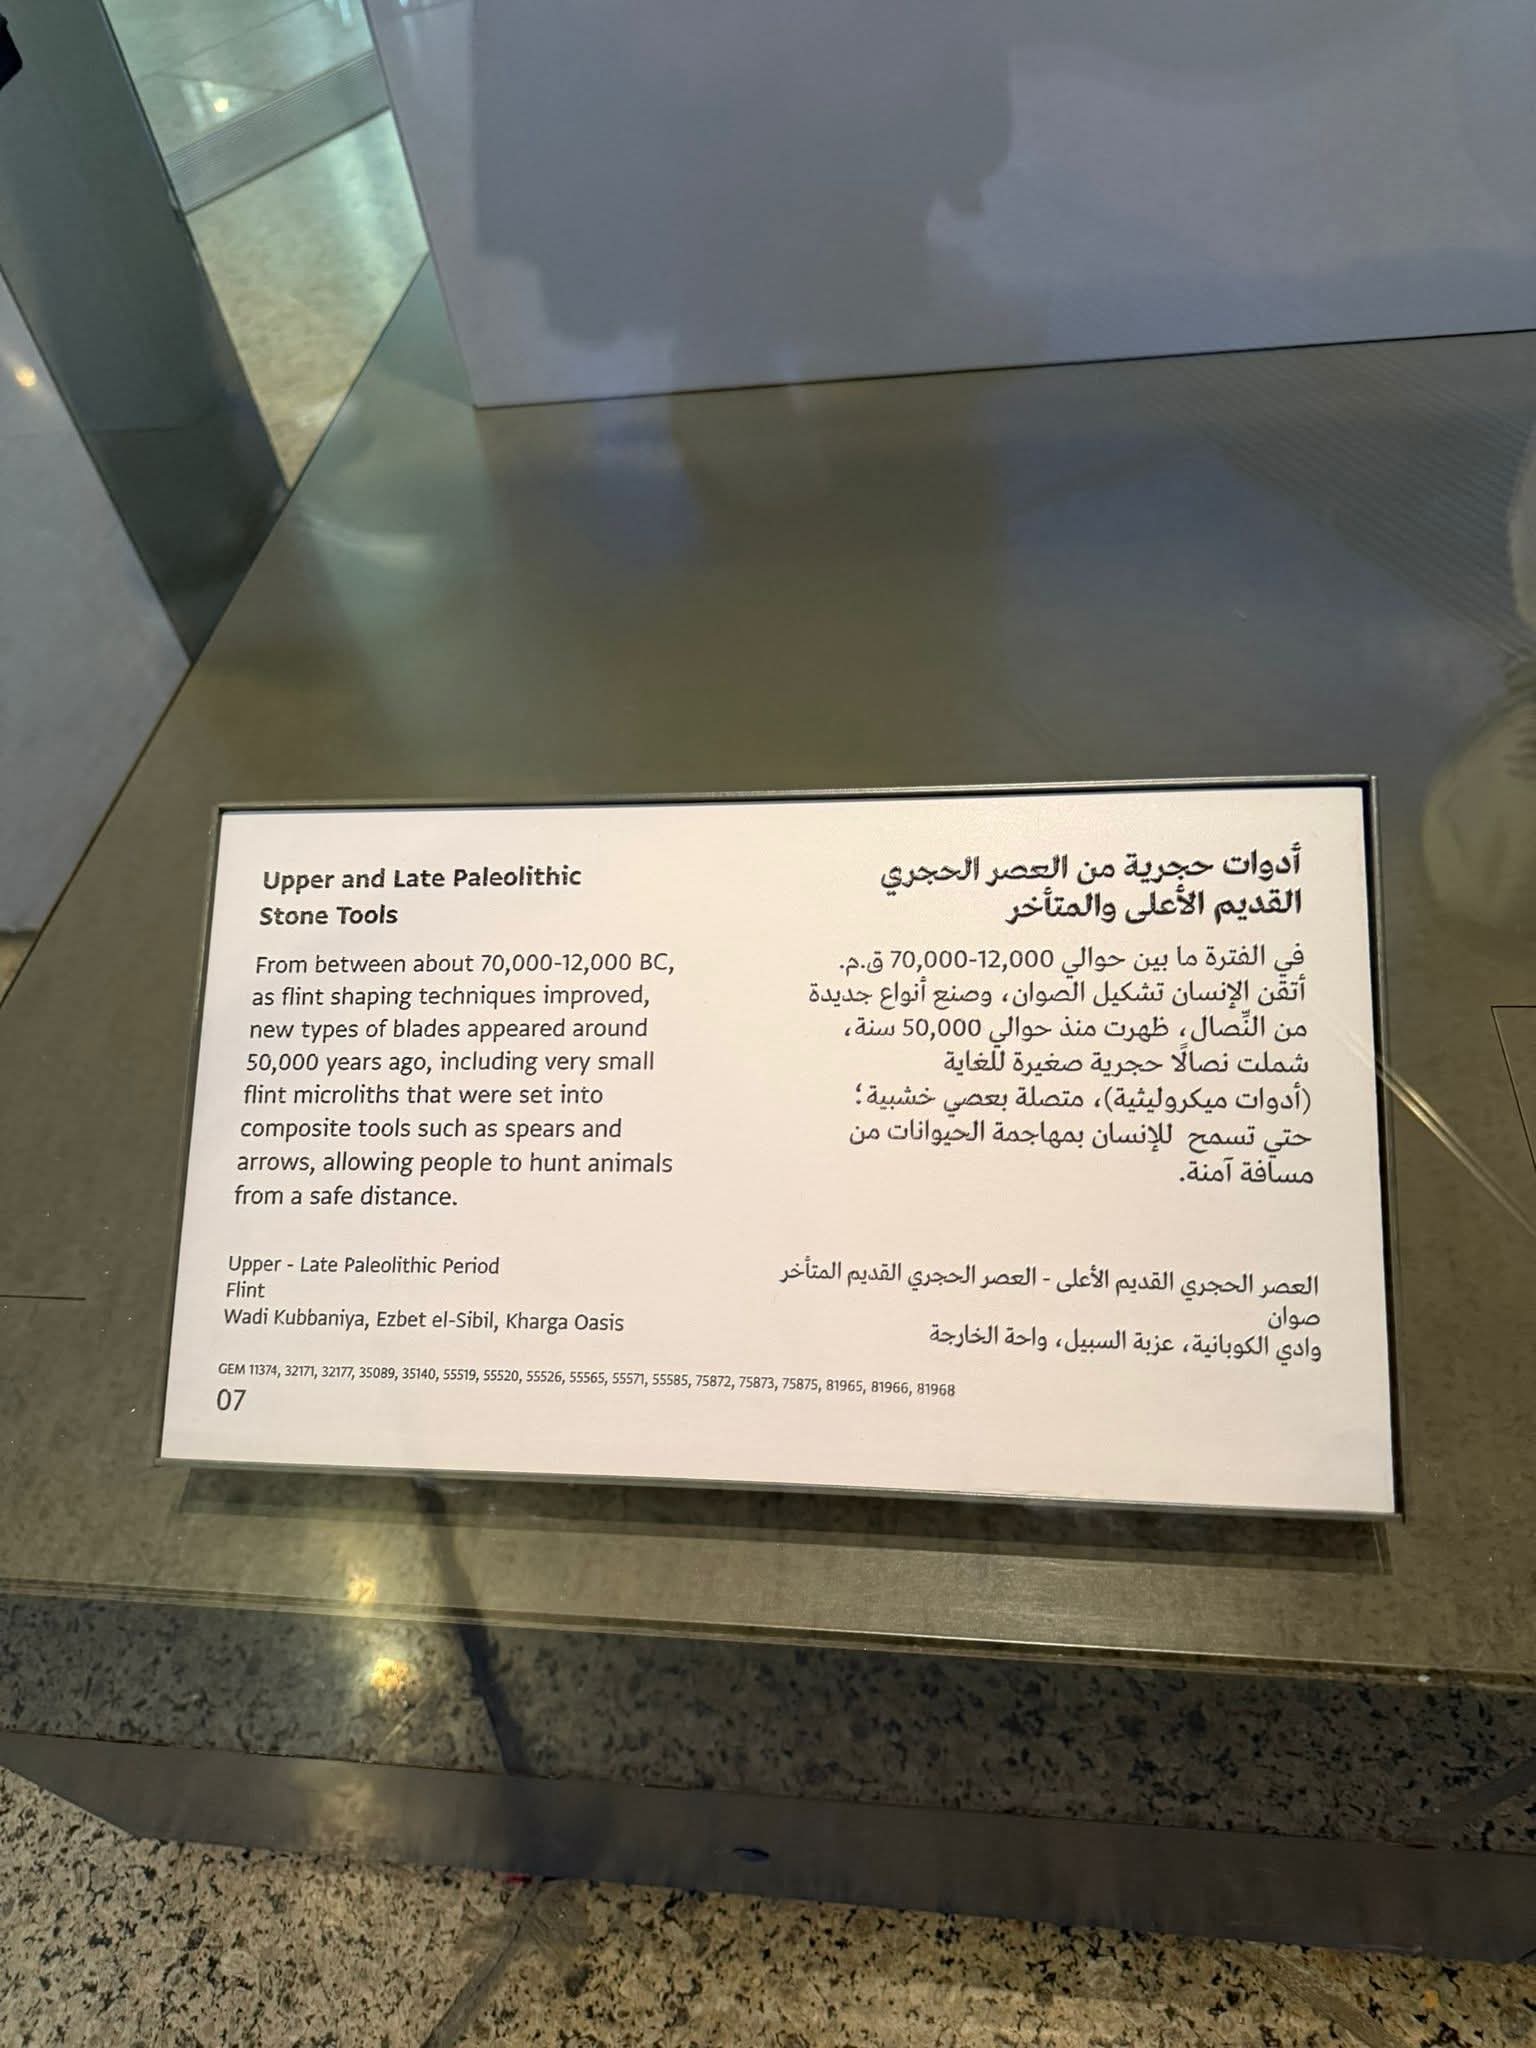 Upper and Late Paleolithic
Stone Tools
From between about 70,000-12,000 BC,
as flint shaping techniques improved,
new types of blades appeared around
50,000 years ago, including very small
flint microliths that were set into
composite tools such as spears and
arrows, allowing people to hunt animals
from a safe distance.
Upper - Late Paleolithic Period
Flint
Wadi Kubbaniya, Ezbet el-Sibil, Kharga Oasis
أدوات حجرية من العصر الحجري
القديم الأعلى والمتأخر
في الفترة ما بين حوالي 12,000-70,000 ق.م.
أتقن الإنسان تشكيل الصوان، وصنع أنواع جديدة
من النِّصال، ظهرت منذ حوالي 50,000 سنة،
شملت نصالًا حجرية صغيرة للغاية
(أدوات ميكروليثية)، متصلة بعصي خشبية؛
حتي تسمح للإنسان بمهاجمة الحيوانات من
مسافة آمنة.
العصر الحجري القديم الأعلى - العصر الحجري القديم المتأخر
صوان
وادي الكوبانية، عزبة السبيل، واحة الخارجة
GEM 11374, 32171, 32177, 35089, 35140, 55519, 55520, 55526, 55565, 55571, 55585, 75872, 75873, 75875, 81965, 81966, 81968
07